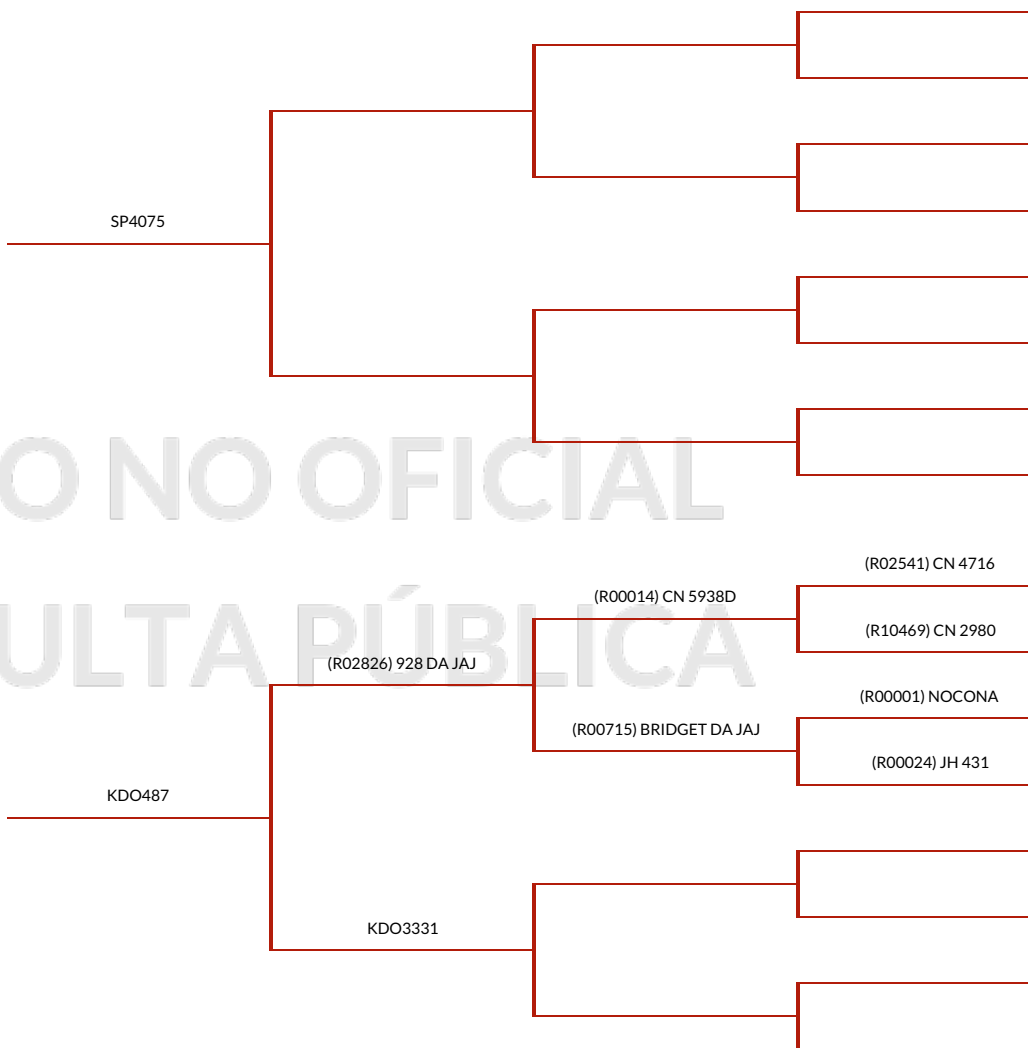 SP4075
O NO OFICIAL
(R02541) CN 4716
(R00014) CN 5938D
(R10469) CN 2980
ULTA PÚBLICA
(R02826) 928 DA JAJ
(R00001) NOCONA
(R00715) BRIDGET DA JAJ
(R00024) JH 431
KDO487
KDO3331